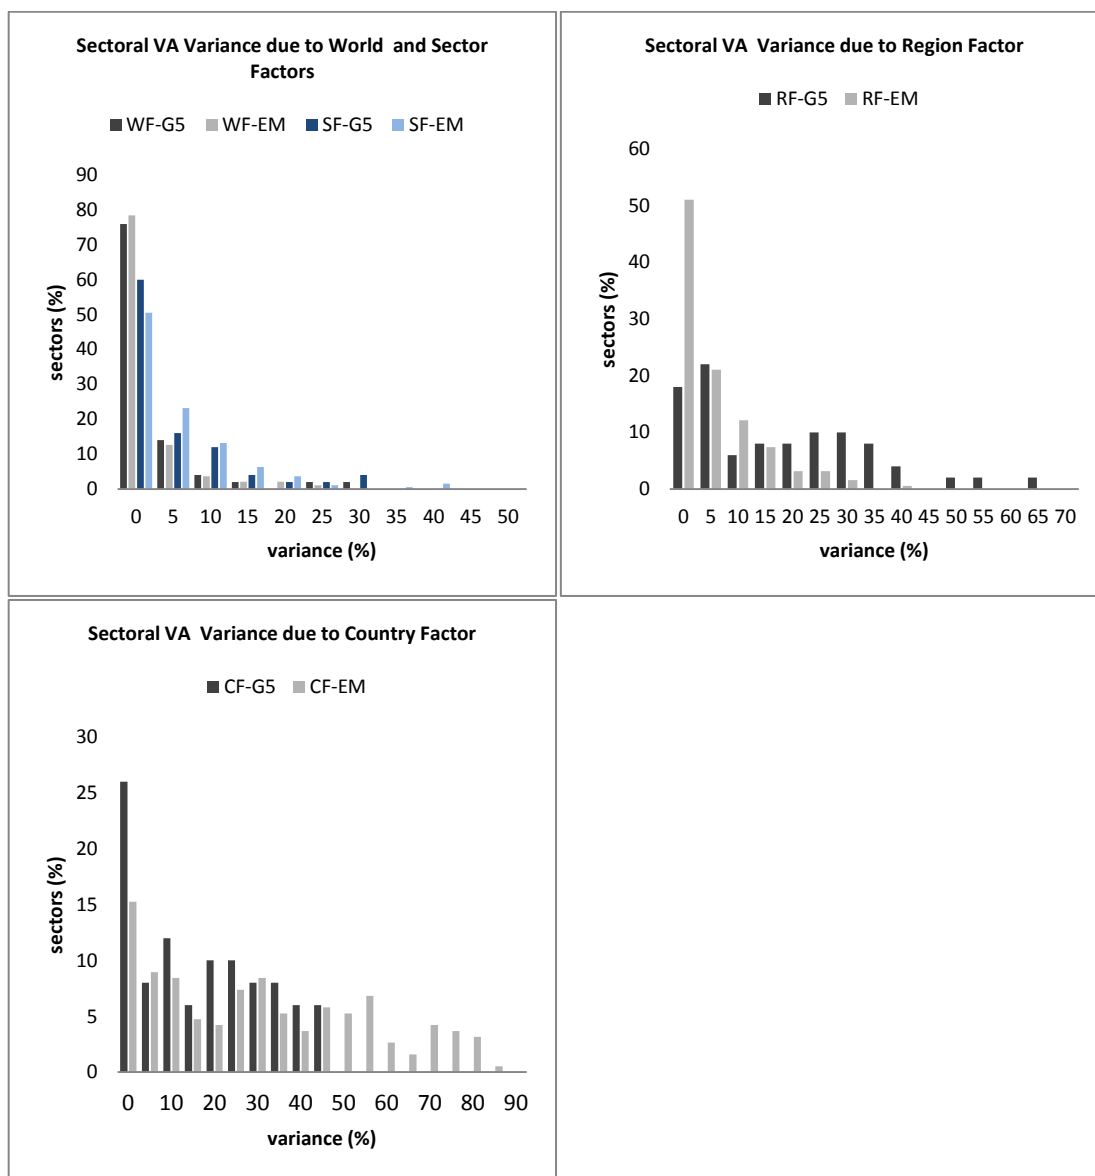 Sectoral VA Variance due to World and Sector
Factors
WF-G5 WF-EM SF-G5 SF-EM
90
80
70
60
50
40
30
20
10
0
sectors (%)
0 5 10 15 20 25 30 35 40 45 50
variance (%)
Sectoral VA Variance due to Region Factor
RF-G5 RF-EM
60
50
40
30
20
10
0
sectors (%)
0 5 10 15 20 25 30 35 40 45 50 55 60 65 70
variance (%)
Sectoral VA Variance due to Country Factor
CF-G5 CF-EM
30
25
20
15
10
5
0
sectors (%)
0 10 20 30 40 50 60 70 80 90
variance (%)